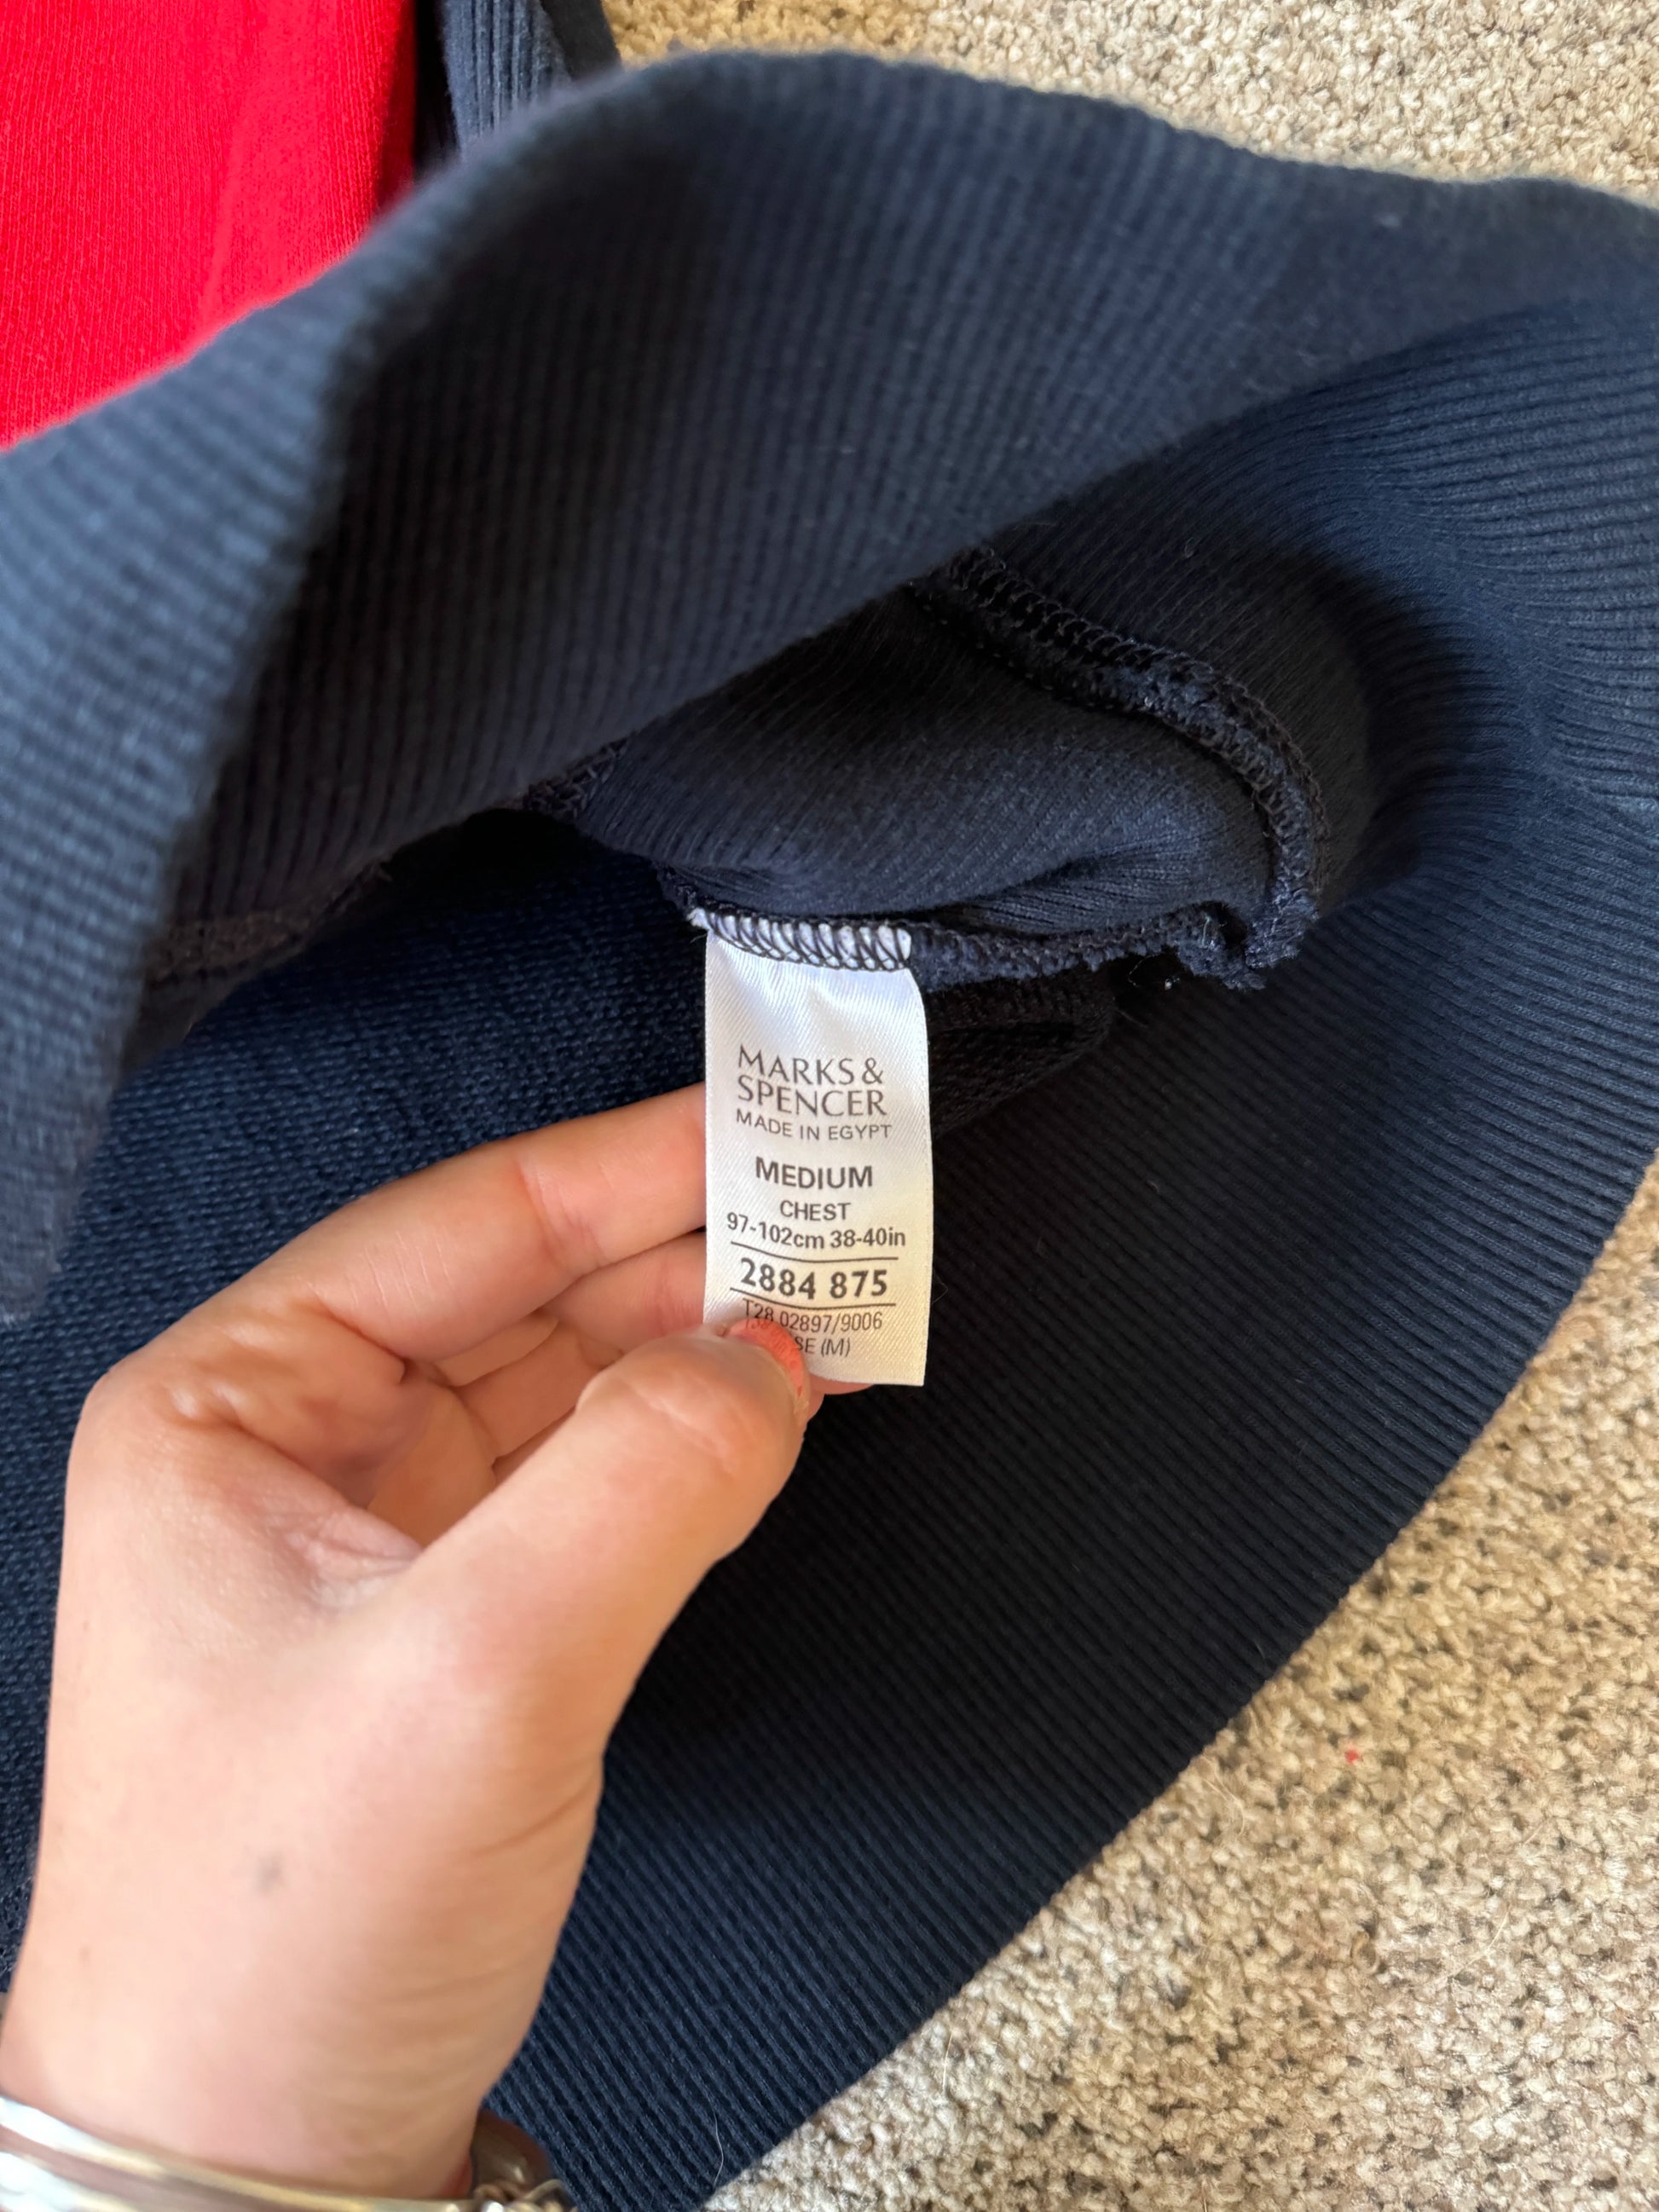 MARKS &
SPENCER
MADE IN EGYPT
MEDIUM
CHEST
97-102cm 38-40in
2884 875
T28 02897/9006
(M)